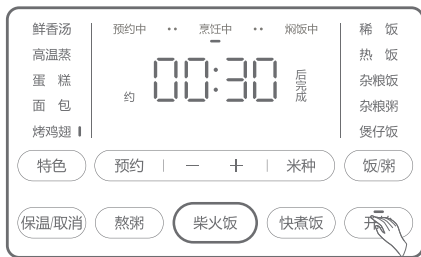 鲜香汤 预约中 烹饪中 焖饭中 稀 饭
高温蒸 热 饭
蛋 糕 约 00:30 后完成 杂粮饭
面 包 杂粮粥
烤鸡翅 煲仔饭
特色 预约 － ＋ 米种 饭/粥
保温/取消 熬粥 柴火饭 快煮饭 开